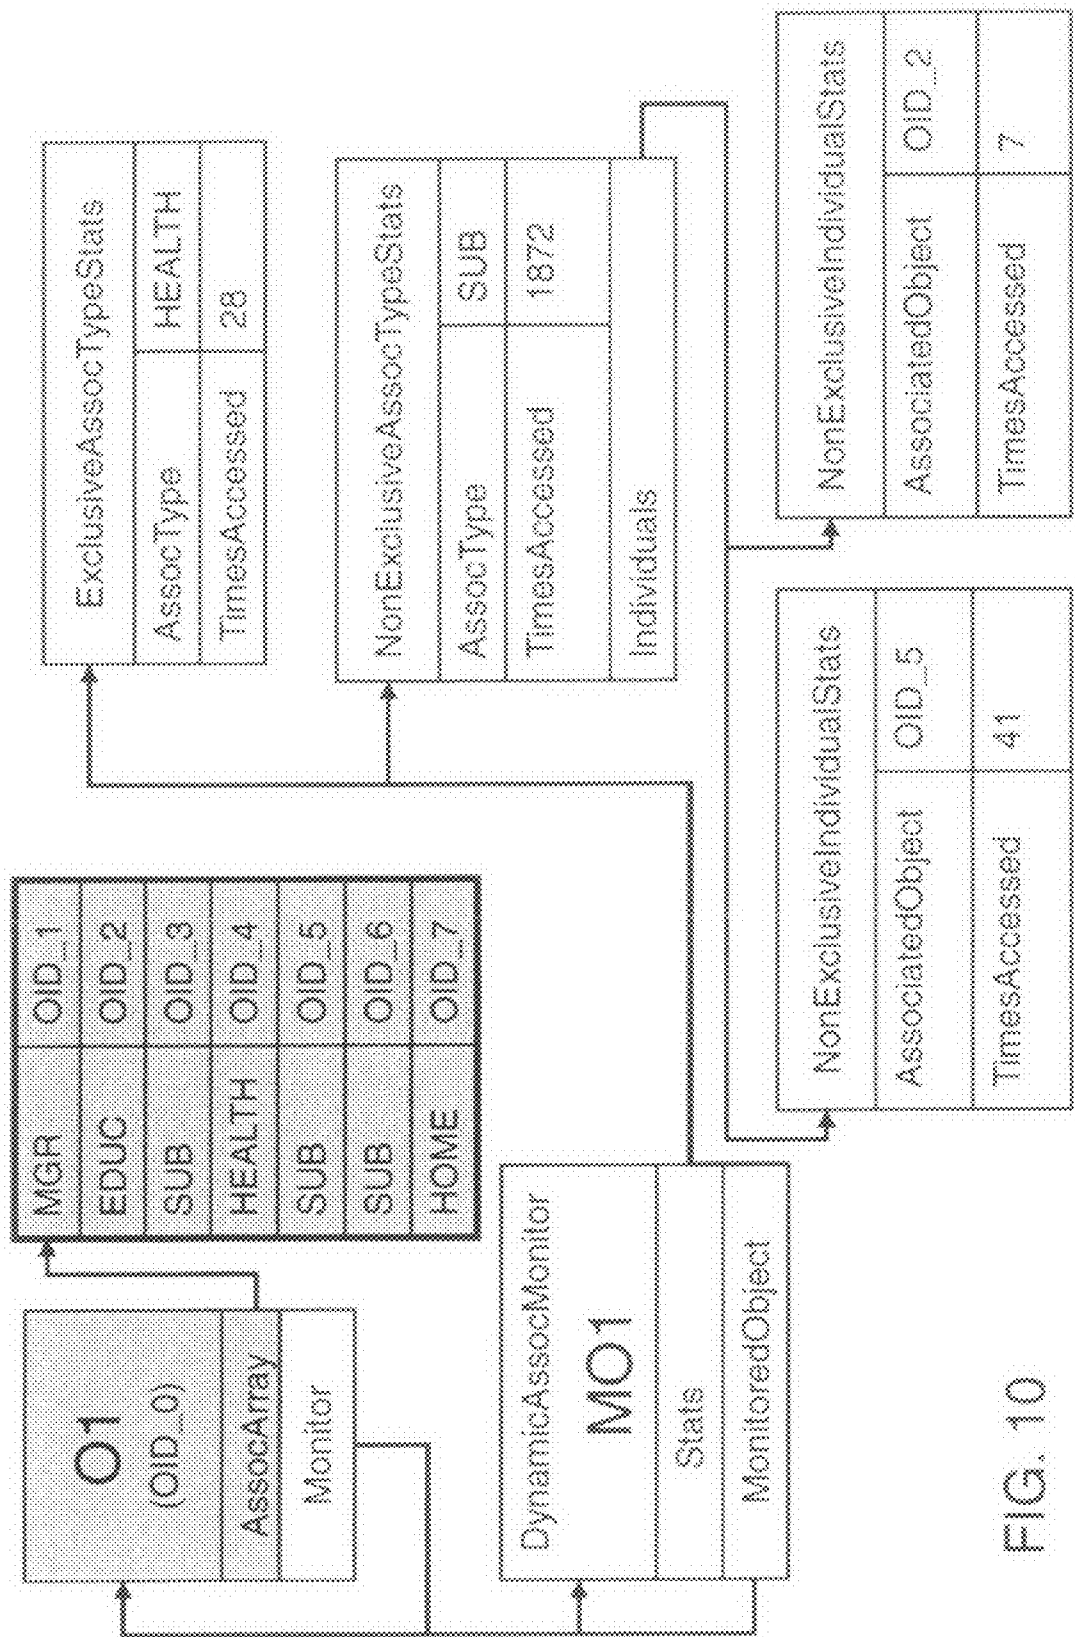 O1
(OID_0)
AssocArray
Monitor
MGR OID_1
EDUC OID_2
SUB OID_3
HEALTH OID_4
SUB OID_5
SUB OID_6
HOME OID_7
ExclusiveAssocTypeStats
AssocType HEALTH
TimesAccessed 28
NonExclusiveAssocTypeStats
AssocType SUB
TimesAccessed 1872
Individuals
DynamicAssocMonitor
MO1
Stats
MonitoredObject
NonExclusiveIndividualStats
AssociatedObject OID_5
TimesAccessed 41
NonExclusiveIndividualStats
AssociatedObject OID_2
TimesAccessed 7
FIG. 10